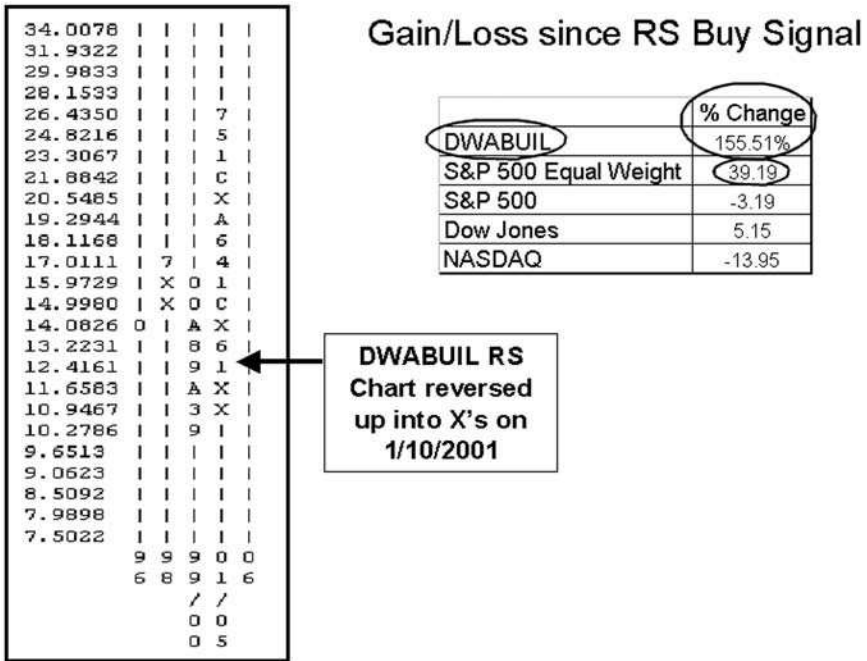 Gain/Loss since RS Buy Signal
34.0078 | | | | |
31.9322 | | | | |
29.9833 | | | | |
28.1533 | | | | |
26.4350 | | | 7 |
24.8216 | | | 5 |
23.3067 | | | 1 |
21.8842 | | | C |
20.5485 | | | X |
19.2944 | | | A |
18.1168 | | | 6 |
17.0111 | 7 | 4 |
15.9729 | X O 1 |
14.9980 | X O C |
14.0826 O | A X |
13.2231 | | 8 6 |
12.4161 | | 9 1 |
11.6583 | | A X |
10.9467 | | 3 X |
10.2786 | | 9 | |
9.6513 | | | | |
9.0623 | | | | |
8.5092 | | | | |
7.9898 | | | | |
7.5022 | | | | |
9 9 9 0 0
6 8 9 1 6
/ /
0 0
0 5
% Change
DWABUIL 155.51%
S&P 500 Equal Weight 39.19
S&P 500 -3.19
Dow Jones 5.15
NASDAQ -13.95
DWABUIL RS
Chart reversed
up into X's on
1/10/2001